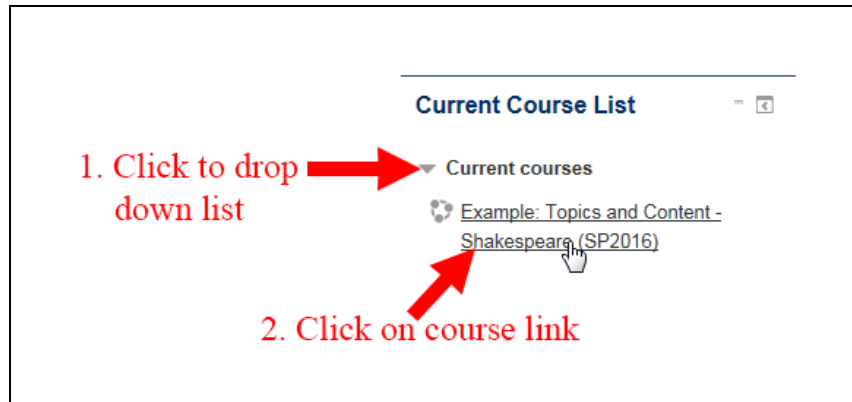 Current Course List
1. Click to drop
down list
Current courses
Example: Topics and Content -
Shakespeare (SP2016)
2. Click on course link